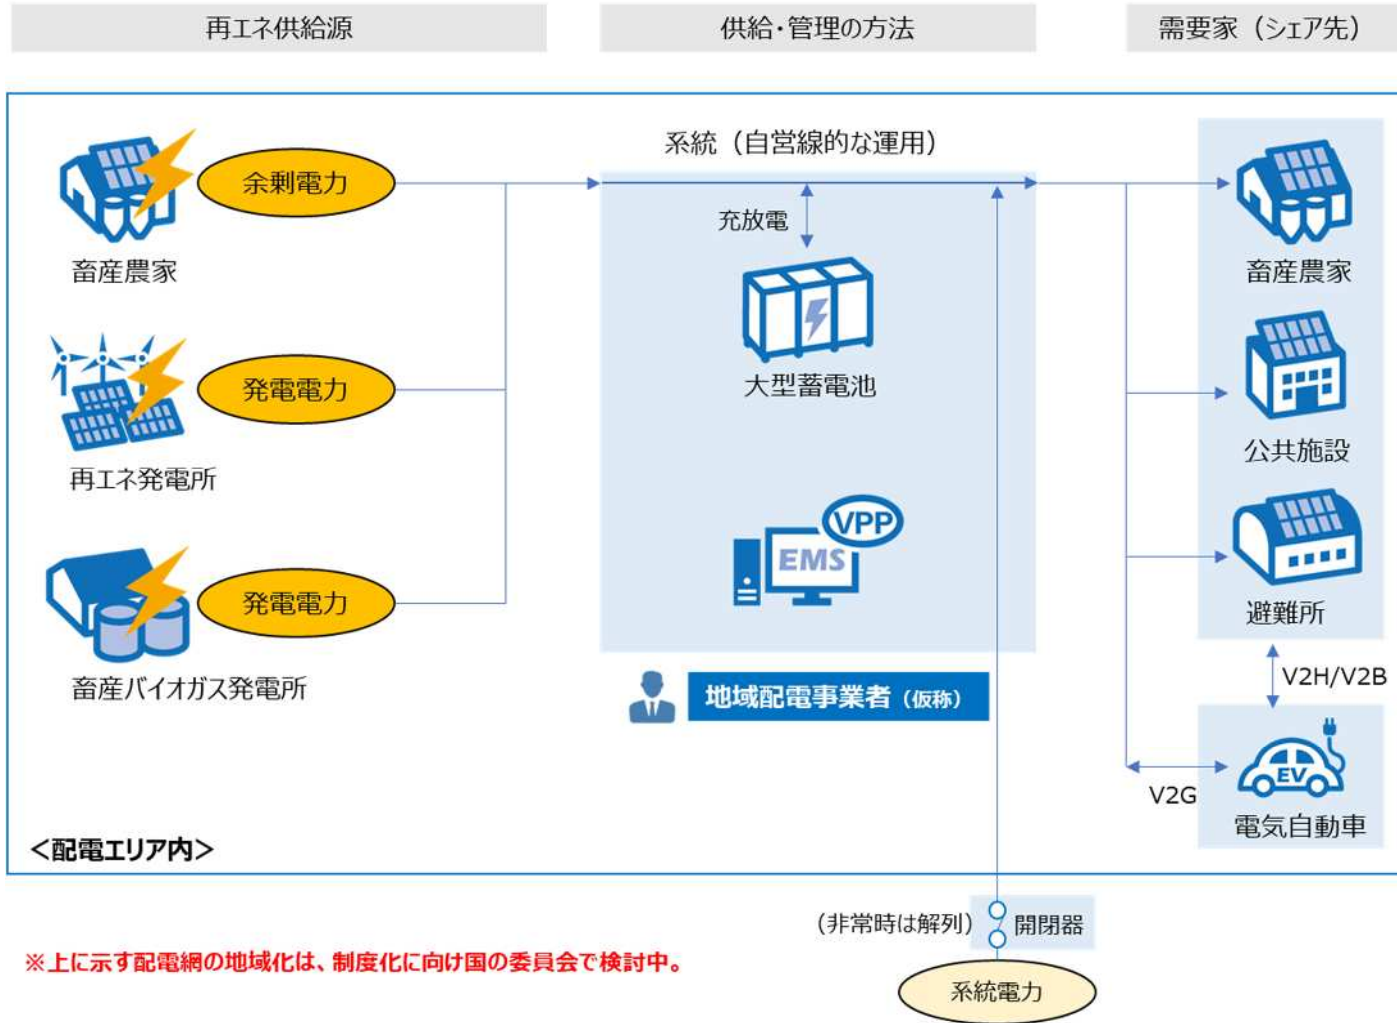 再エネ供給源
供給・管理の方法
需要家（シェア先）
余剰電力
畜産農家
発電電力
再エネ発電所
発電電力
畜産バイオガス発電所
系統（自営線的な運用）
充放電
大型蓄電池
VPP
EMS
地域配電事業者（仮称）
畜産農家
公共施設
避難所
V2H/V2B
EV
V2G
電気自動車
＜配電エリア内＞
（非常時は解列）
開閉器
系統電力
※上に示す配電網の地域化は、制度化に向け国の委員会で検討中。